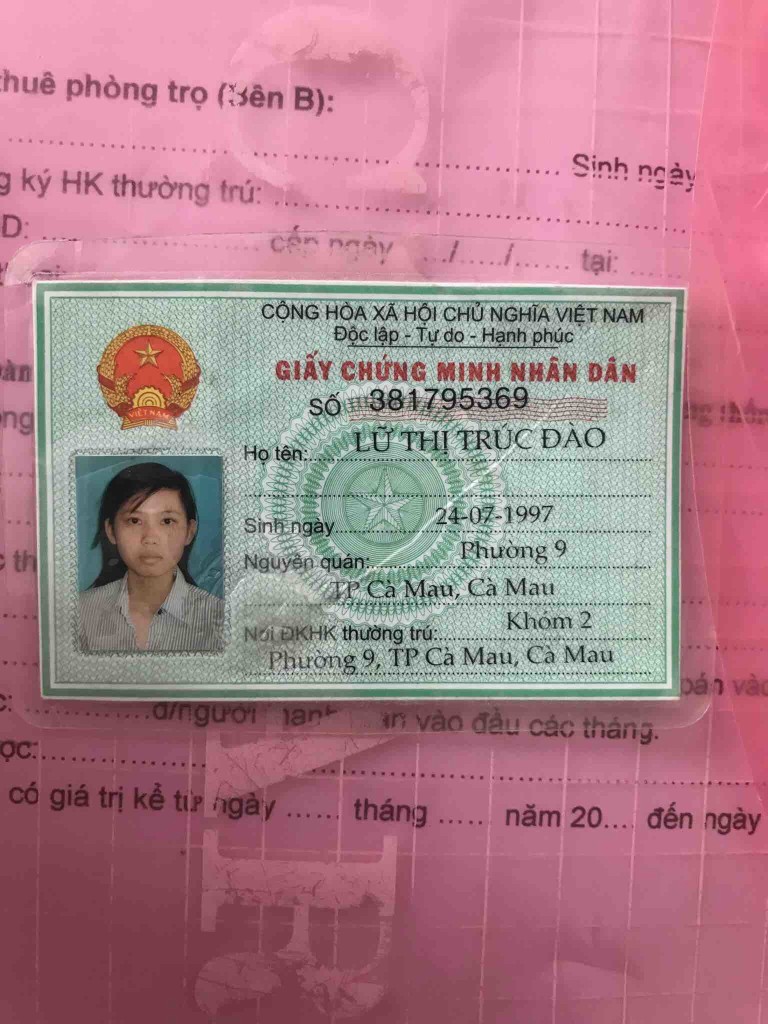 thuê phòng trọ (Bên B):
Sinh ngày
ký HK thường trú:
D: cấp ngày / / tại:
CỘNG HÒA XÃ HỘI CHỦ NGHĨA VIỆT NAM
Độc lập - Tự do - Hạnh phúc
GIẤY CHỨNG MINH NHÂN DÂN
SỐ 381795369
VIỆT NAM
Họ tên: LỮ THỊ TRÚC ĐÀO
Sinh ngày 24-07-1997
Nguyên quán: Phường 9
TP Cà Mau, Cà Mau
Nơi ĐKHK thường trú: Khóm 2
Phường 9, TP Cà Mau, Cà Mau
đ/người vào đầu các tháng.
có giá trị kể từ ngày ...... tháng ...... năm 20.... đến ngày